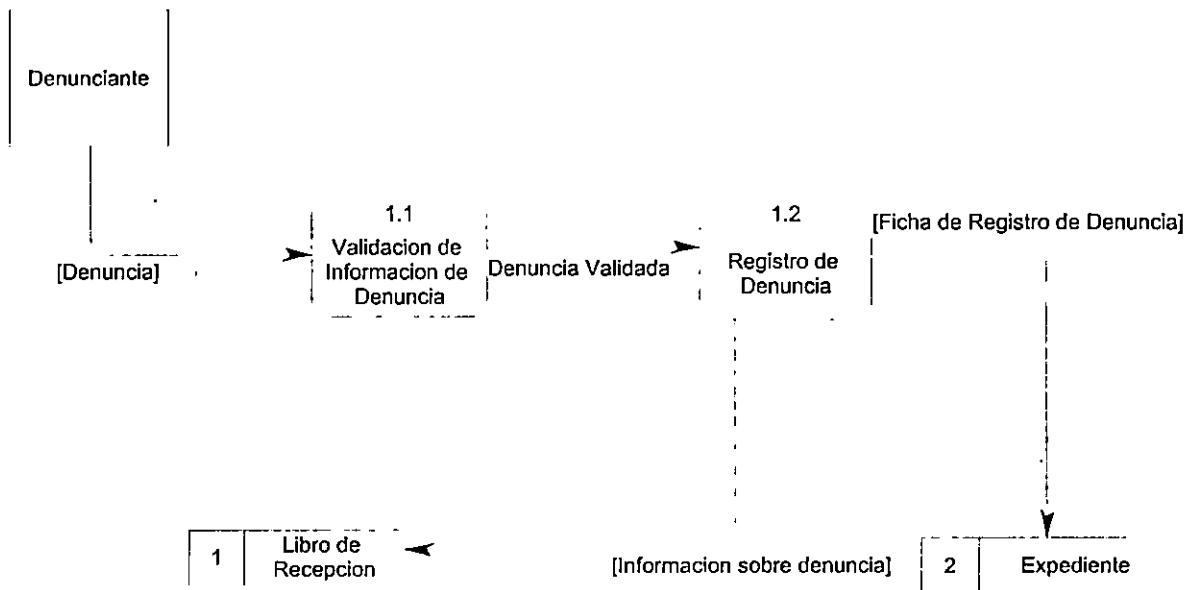 Denunciante
[Denuncia]
1.1
Validacion de
Informacion de
Denuncia
Denuncia Validada
1.2
Registro de
Denuncia
[Ficha de Registro de Denuncia]
1
Libro de
Recepcion
[Informacion sobre denuncia]
2
Expediente